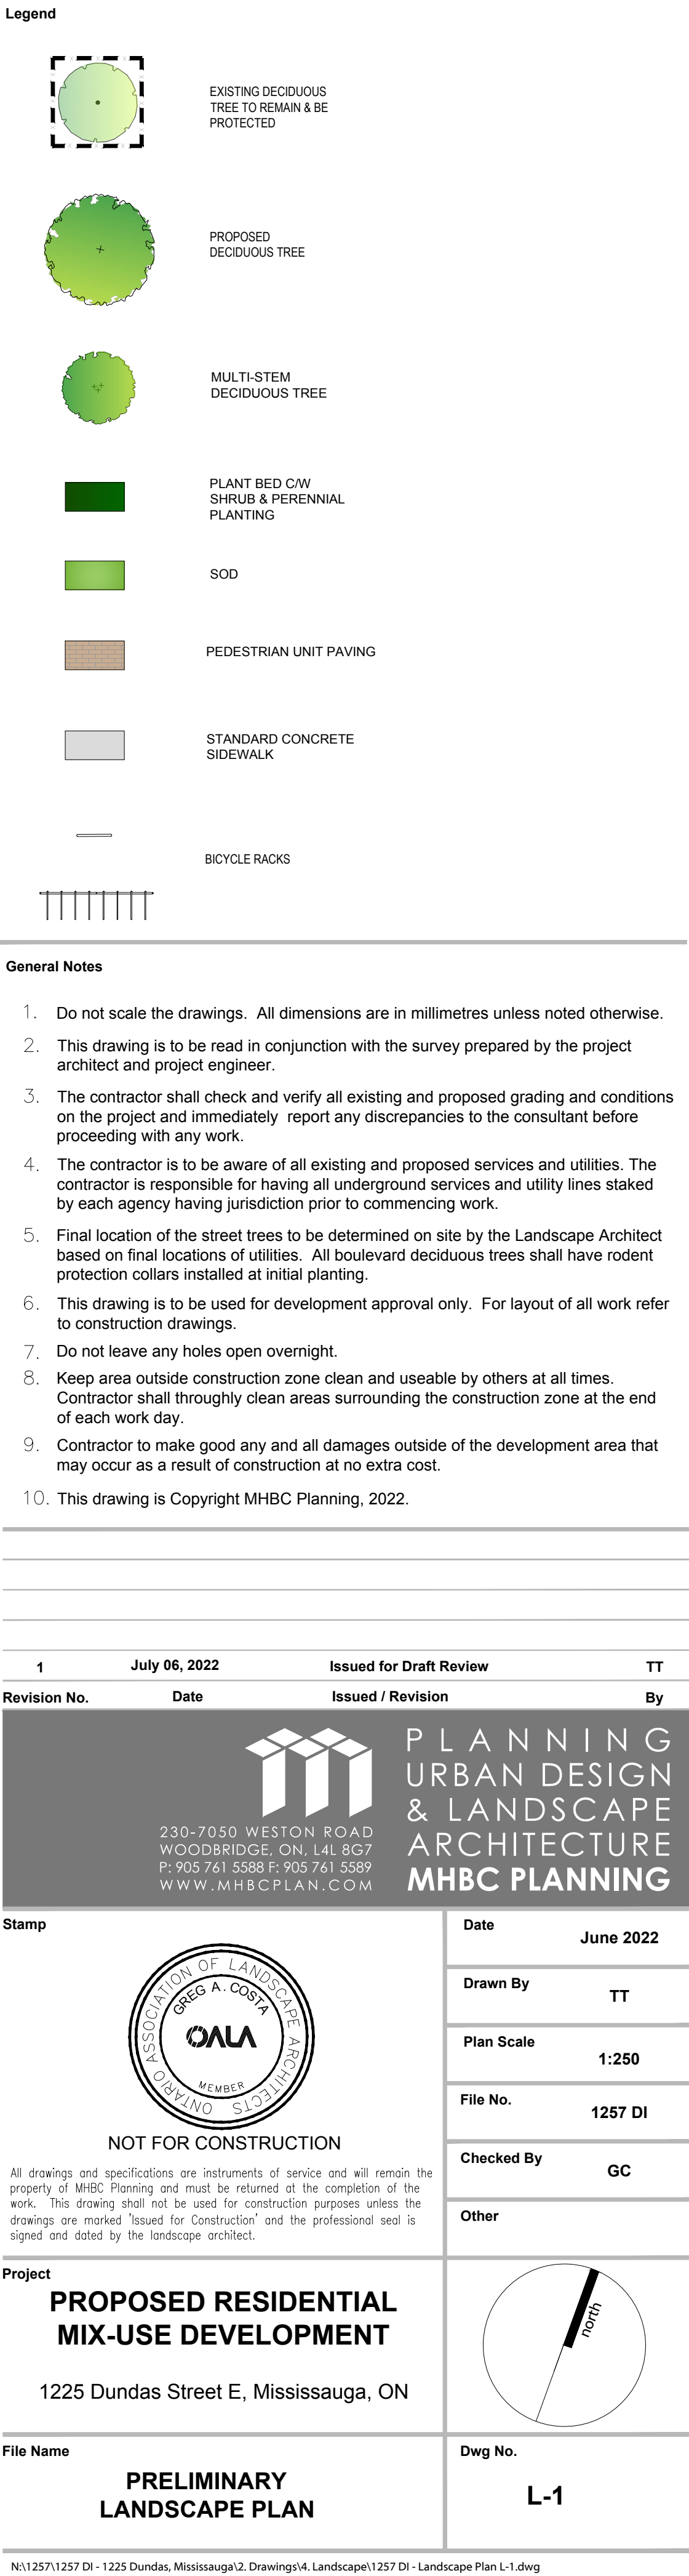 Legend
EXISTING DECIDUOUS
TREE TO REMAIN & BE
PROTECTED
PROPOSED
DECIDUOUS TREE
MULTI-STEM
DECIDUOUS TREE
PLANT BED C/W
SHRUB & PERENNIAL
PLANTING
SOD
PEDESTRIAN UNIT PAVING
STANDARD CONCRETE
SIDEWALK
BICYCLE RACKS
General Notes
1. Do not scale the drawings. All dimensions are in millimetres unless noted otherwise.
2. This drawing is to be read in conjunction with the survey prepared by the project
architect and project engineer.
3. The contractor shall check and verify all existing and proposed grading and conditions
on the project and immediately report any discrepancies to the consultant before
proceeding with any work.
4. The contractor is to be aware of all existing and proposed services and utilities. The
contractor is responsible for having all underground services and utility lines staked
by each agency having jurisdiction prior to commencing work.
5. Final location of the street trees to be determined on site by the Landscape Architect
based on final locations of utilities. All boulevard deciduous trees shall have rodent
protection collars installed at initial planting.
6. This drawing is to be used for development approval only. For layout of all work refer
to construction drawings.
7. Do not leave any holes open overnight.
8. Keep area outside construction zone clean and useable by others at all times.
Contractor shall throughly clean areas surrounding the construction zone at the end
of each work day.
9. Contractor to make good any and all damages outside of the development area that
may occur as a result of construction at no extra cost.
10. This drawing is Copyright MHBC Planning, 2022.
1 July 06, 2022 Issued for Draft Review TT
Revision No. Date Issued / Revision By
PLANNING
URBAN DESIGN
& LANDSCAPE
ARCHITECTURE
MHBC PLANNING
230-7050 WESTON ROAD
WOODBRIDGE, ON, L4L 8G7
P: 905 761 5588 F: 905 761 5589
WWW.MHBCPLAN.COM
Stamp
ONTARIO ASSOCIATION OF LANDSCAPE ARCHITECTS
GREG A. COSTA
OALA
MEMBER
NOT FOR CONSTRUCTION
All drawings and specifications are instruments of service and will remain the
property of MHBC Planning and must be returned at the completion of the
work. This drawing shall not be used for construction purposes unless the
drawings are marked 'Issued for Construction' and the professional seal is
signed and dated by the landscape architect.
Date
June 2022
Drawn By
TT
Plan Scale
1:250
File No.
1257 DI
Checked By
GC
Other
Project
PROPOSED RESIDENTIAL
MIX-USE DEVELOPMENT
1225 Dundas Street E, Mississauga, ON
north
File Name
PRELIMINARY
LANDSCAPE PLAN
Dwg No.
L-1
N:\1257\1257 DI - 1225 Dundas, Mississauga\2. Drawings\4. Landscape\1257 DI - Landscape Plan L-1.dwg